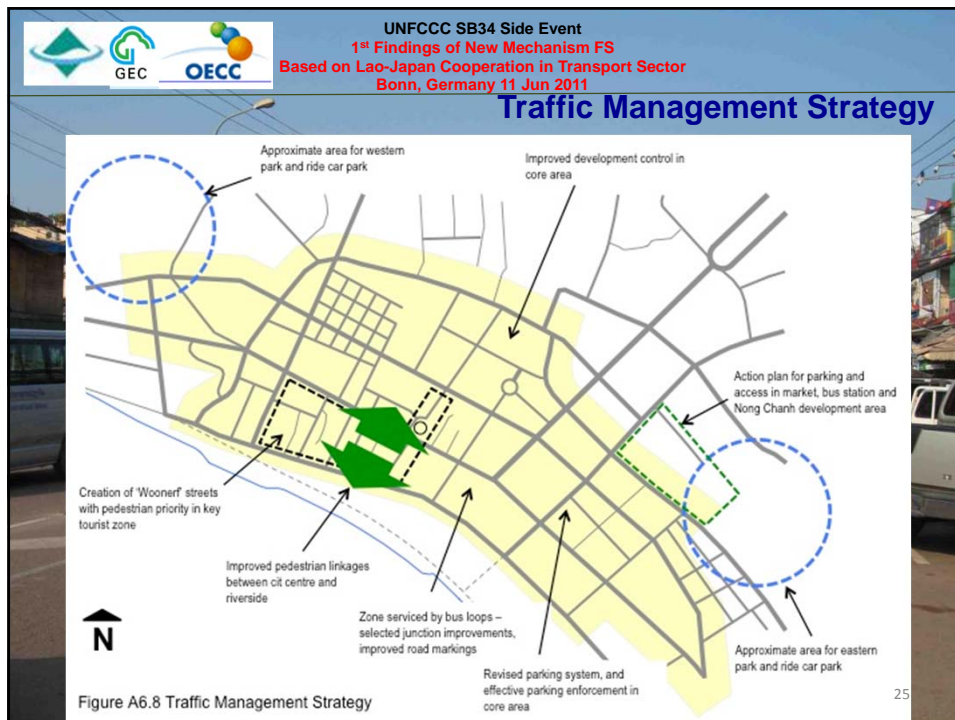 UNFCCC SB34 Side Event
1st Findings of New Mechanism FS
Based on Lao-Japan Cooperation in Transport Sector
Bonn, Germany 11 Jun 2011
GEC
OECC
Traffic Management Strategy
Approximate area for western
park and ride car park
Improved development control in
core area
Action plan for parking and
access in market, bus station and
Nong Chanh development area
Creation of 'Woonerf' streets
with pedestrian priority in key
tourist zone
Improved pedestrian linkages
between cit centre and
riverside
Zone serviced by bus loops –
selected junction improvements,
improved road markings
Revised parking system, and
effective parking enforcement in
core area
Approximate area for eastern
park and ride car park
N
Figure A6.8 Traffic Management Strategy
25